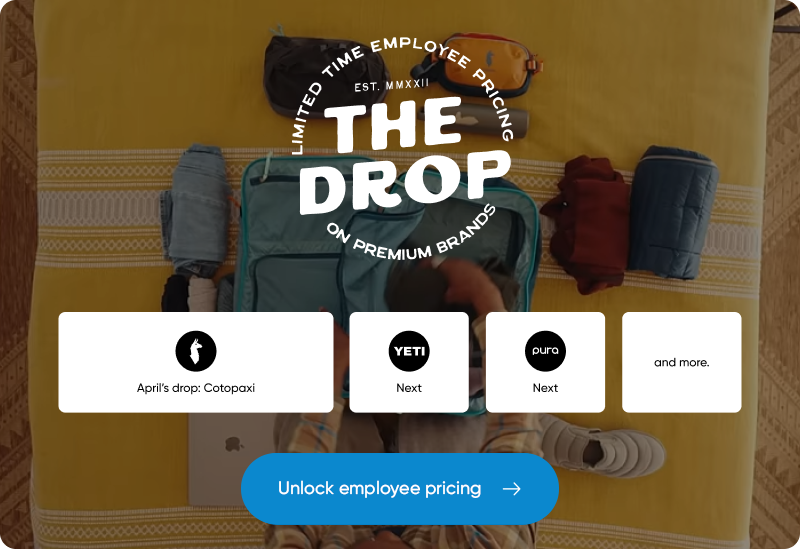 LIMITED TIME EMPLOYEE PRICING
EST. MMXXII
THE
DROP
ON PREMIUM BRANDS
YETI
pura
April's drop: Cotopaxi
Next
Next
and more.
Unlock employee pricing